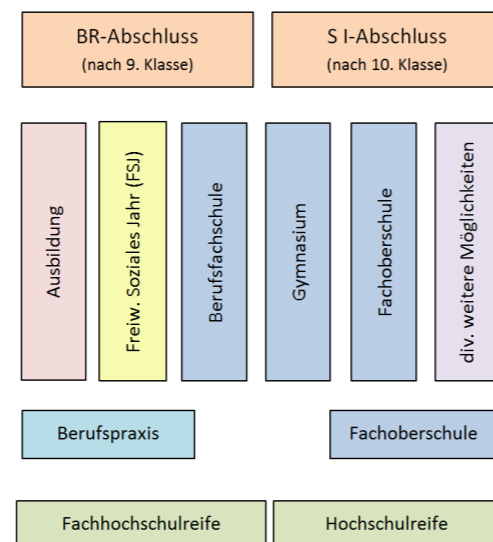 BR-Abschluss
(nach 9. Klasse)
S I-Abschluss
(nach 10. Klasse)
Ausbildung
Freiw. Soziales Jahr (FSJ)
Berufsfachschule
Gymnasium
Fachoberschule
div. weitere Möglichkeiten
Berufspraxis
Fachoberschule
Fachhochschulreife
Hochschulreife